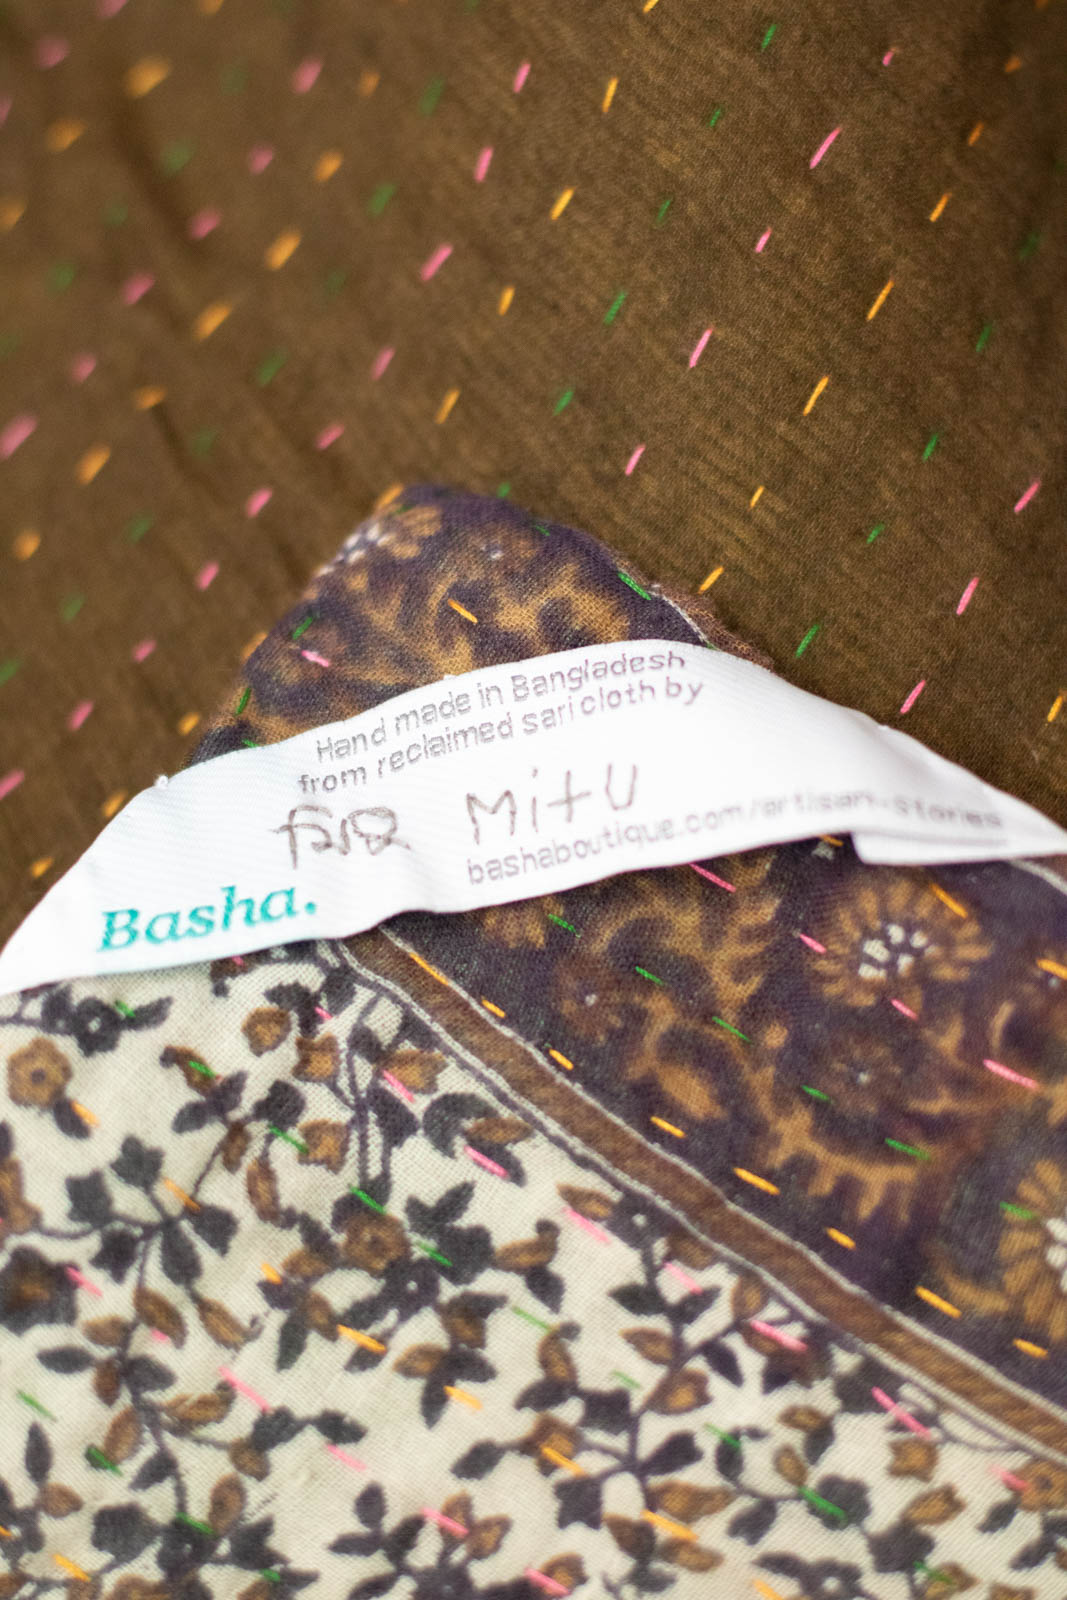 Hand made in Bangladesh
from reclaimed sari cloth by
মিতু MitU
bashaboutique.com/artisan-stories
Basha.